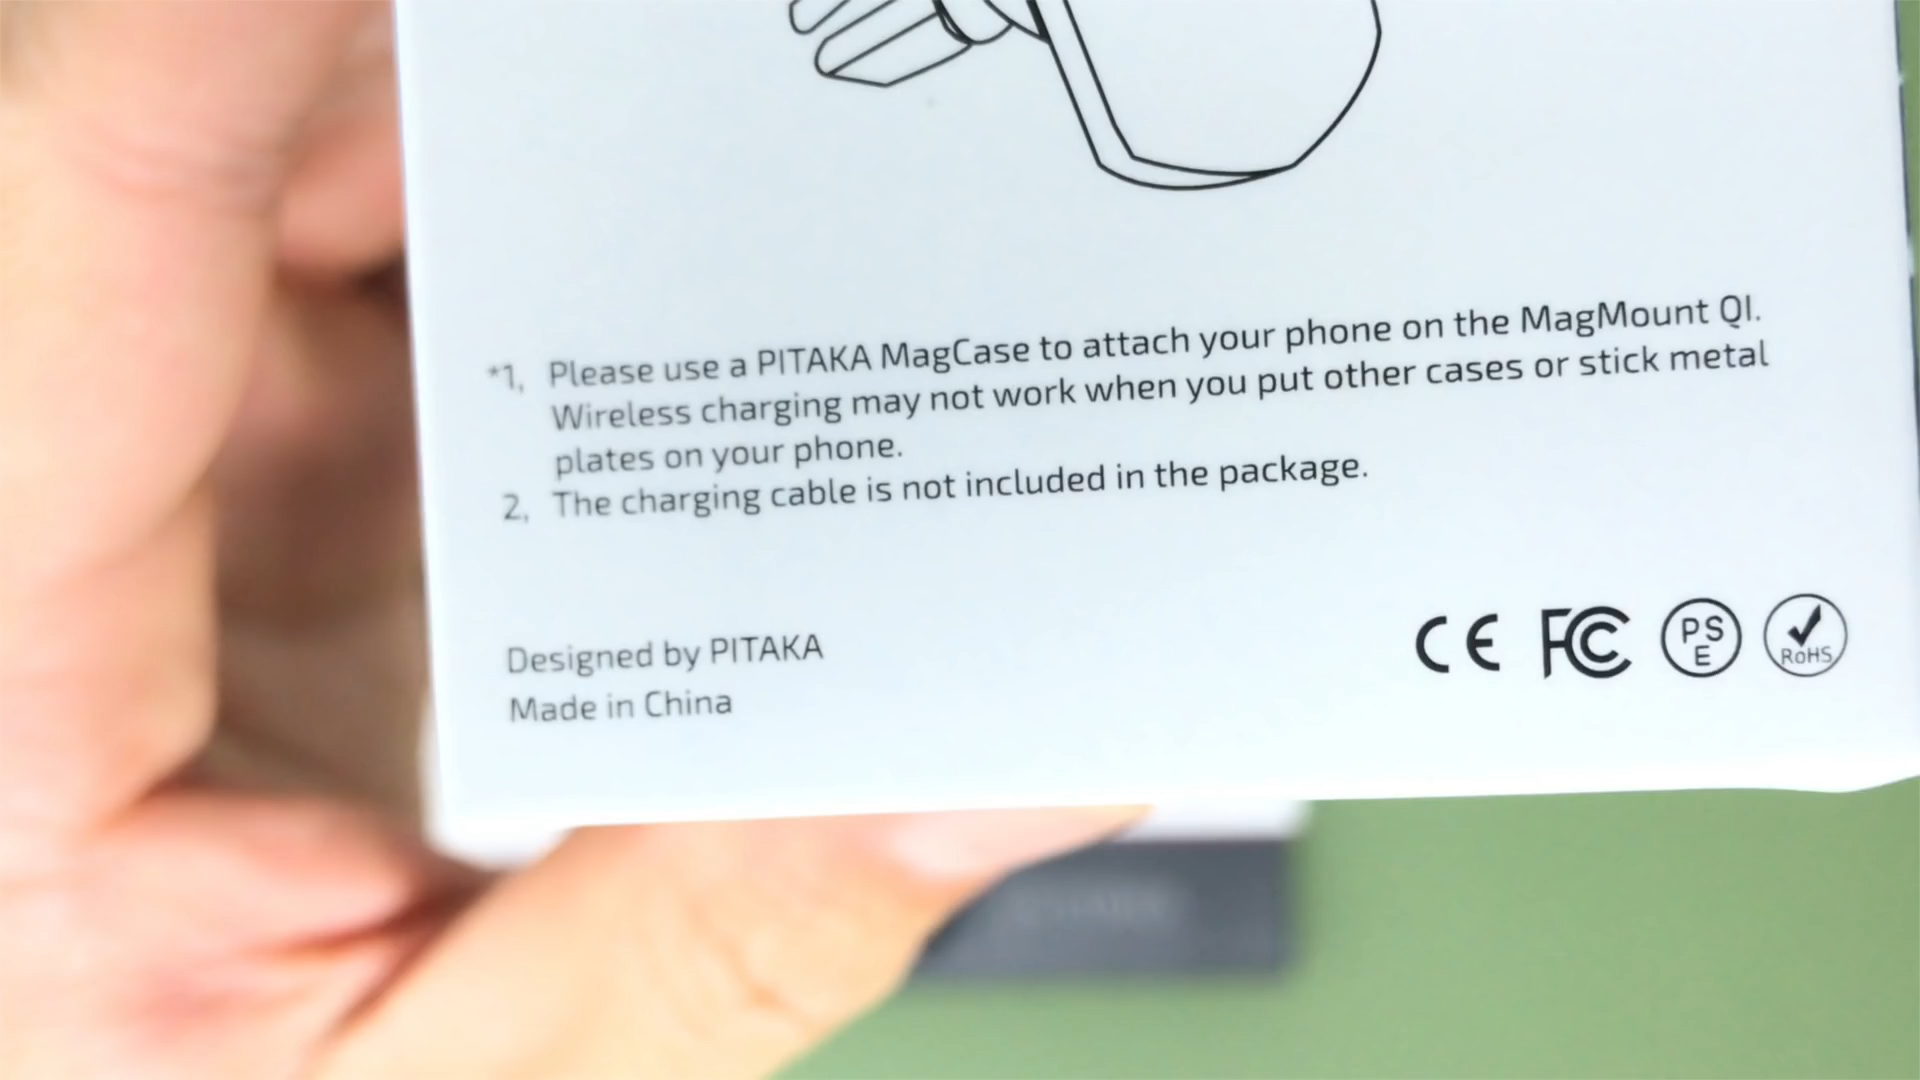 *1, Please use a PITAKA MagCase to attach your phone on the MagMount QI.
Wireless charging may not work when you put other cases or stick metal
plates on your phone.
2, The charging cable is not included in the package.
Designed by PITAKA
Made in China
CE FC PSE RoHS